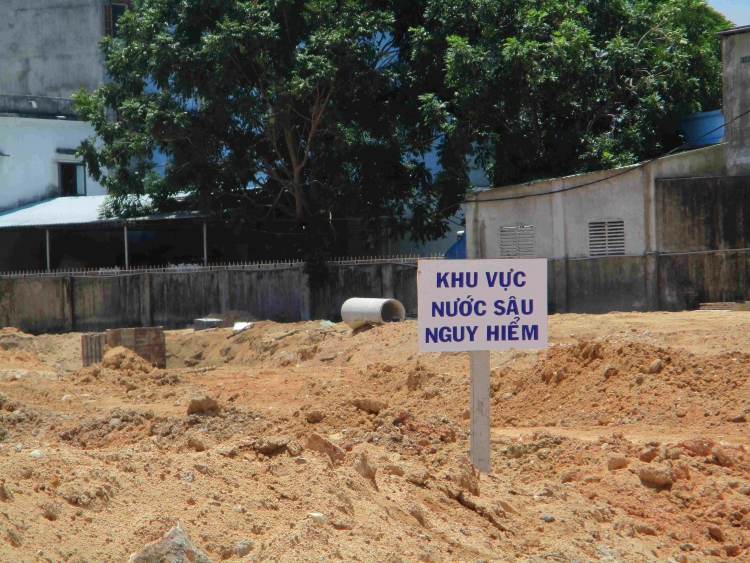 KHU VỰC
NƯỚC SÂU
NGUY HIỂM